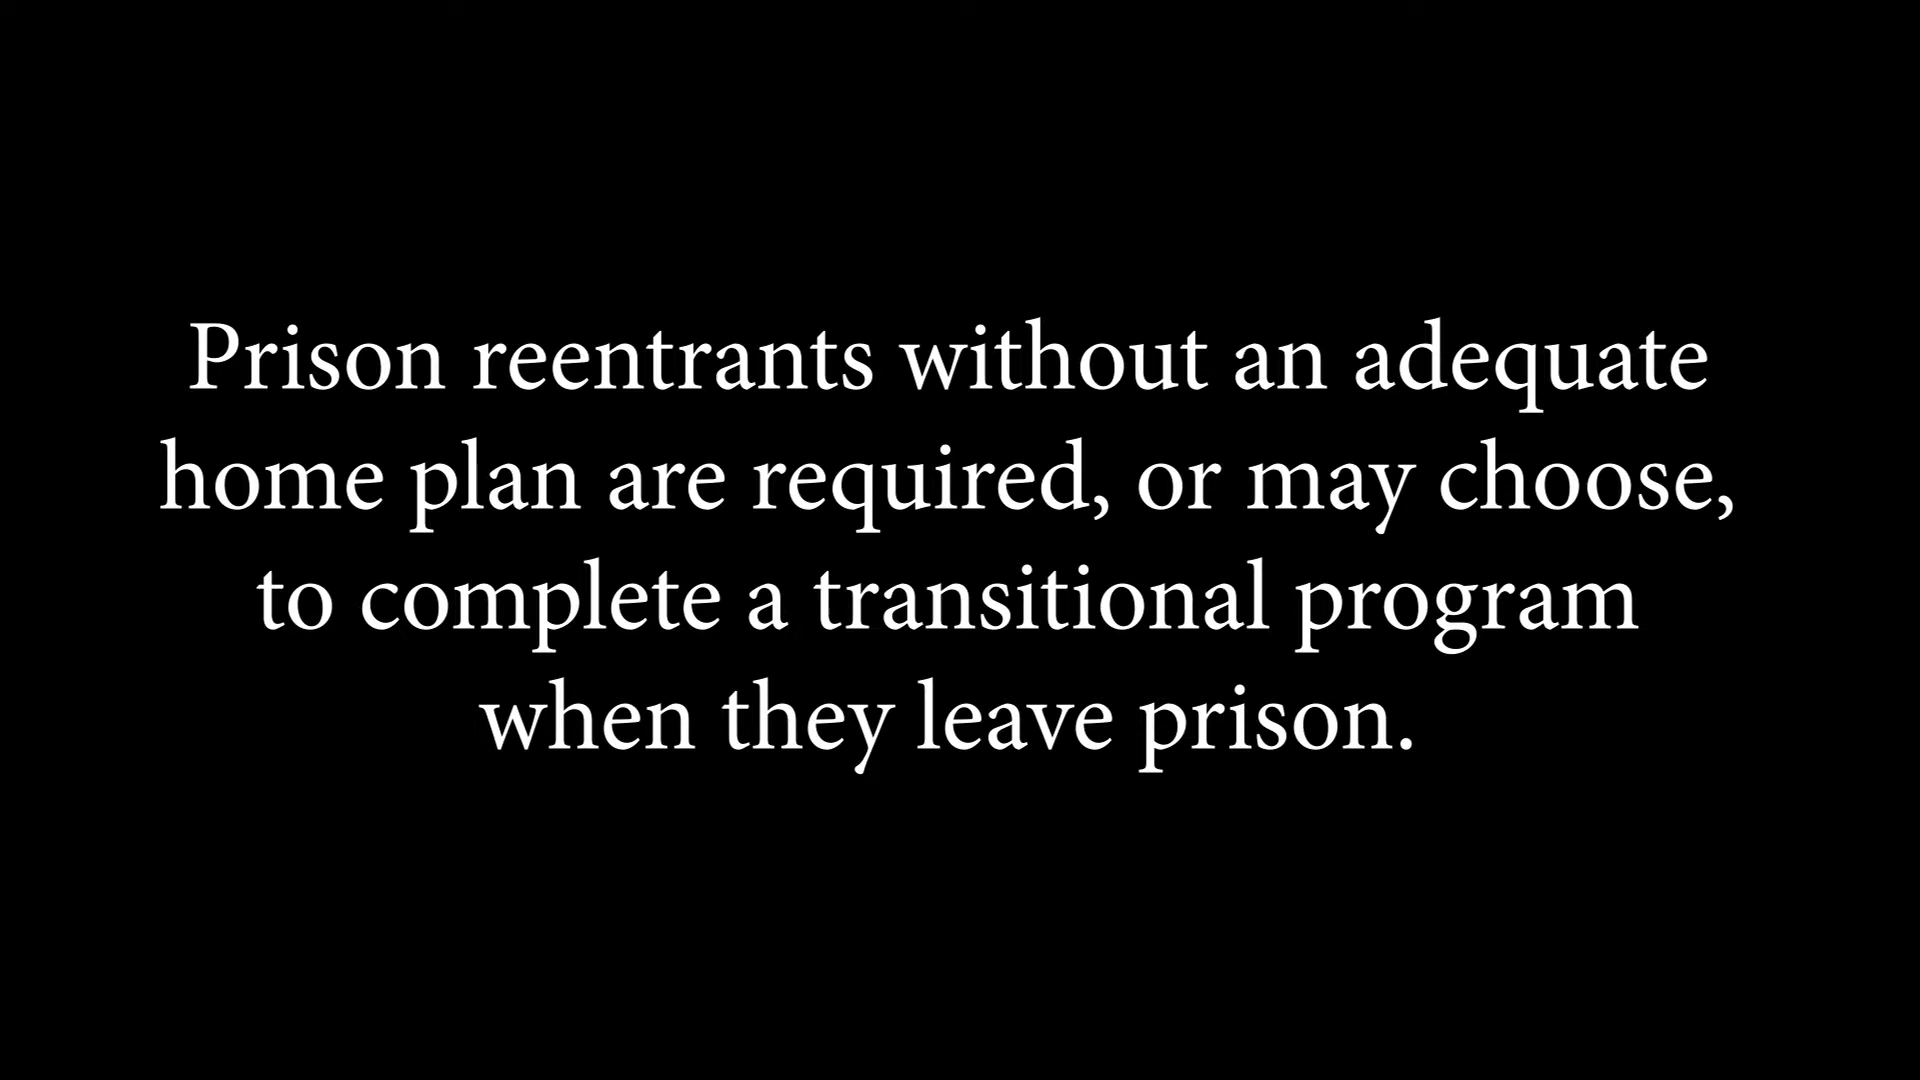 Prison reentrants without an adequate
home plan are required, or may choose,
to complete a transitional program
when they leave prison.